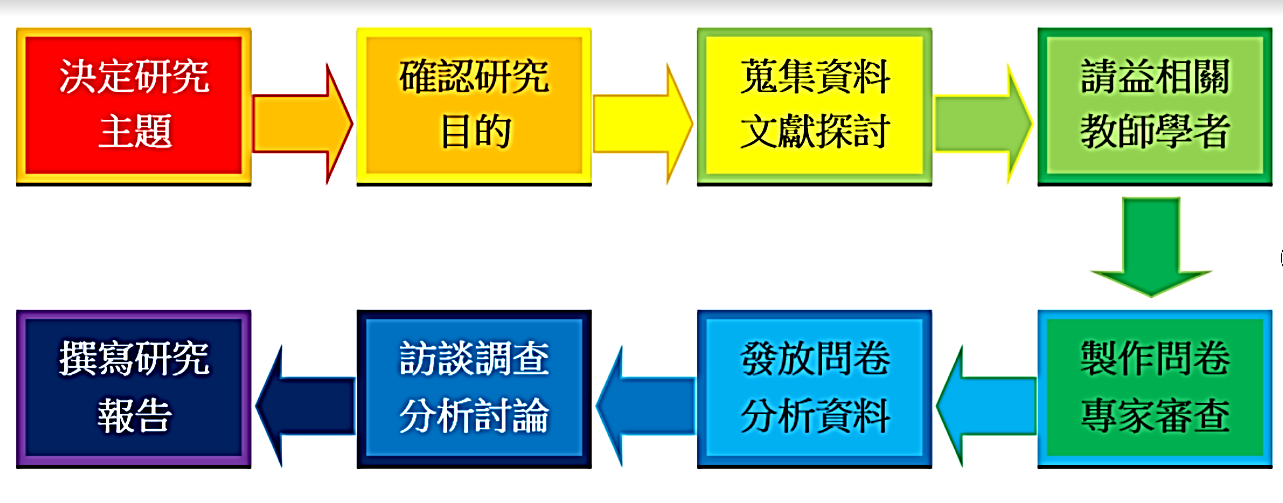 決定研究
主題
確認研究
目的
蒐集資料
文獻探討
請益相關
教師學者
製作問卷
專家審查
發放問卷
分析資料
訪談調查
分析討論
撰寫研究
報告